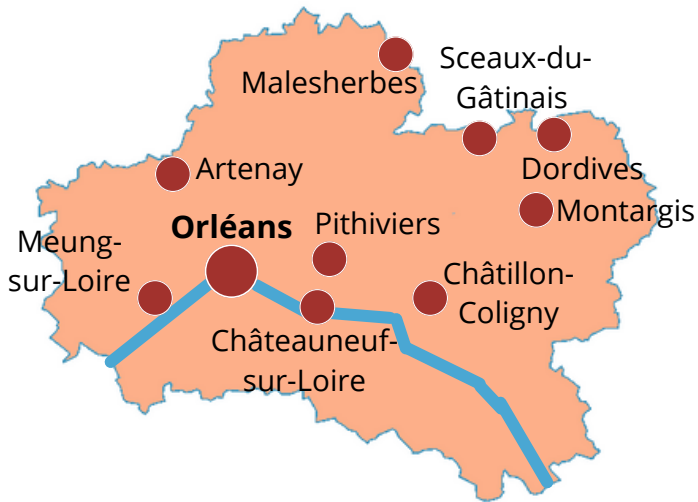 Sceaux-du-
Gâtinais
Malesherbes
Artenay
Dordives
Montargis
Orléans
Pithiviers
Meung-
sur-Loire
Châtillon-
Coligny
Châteauneuf-
sur-Loire